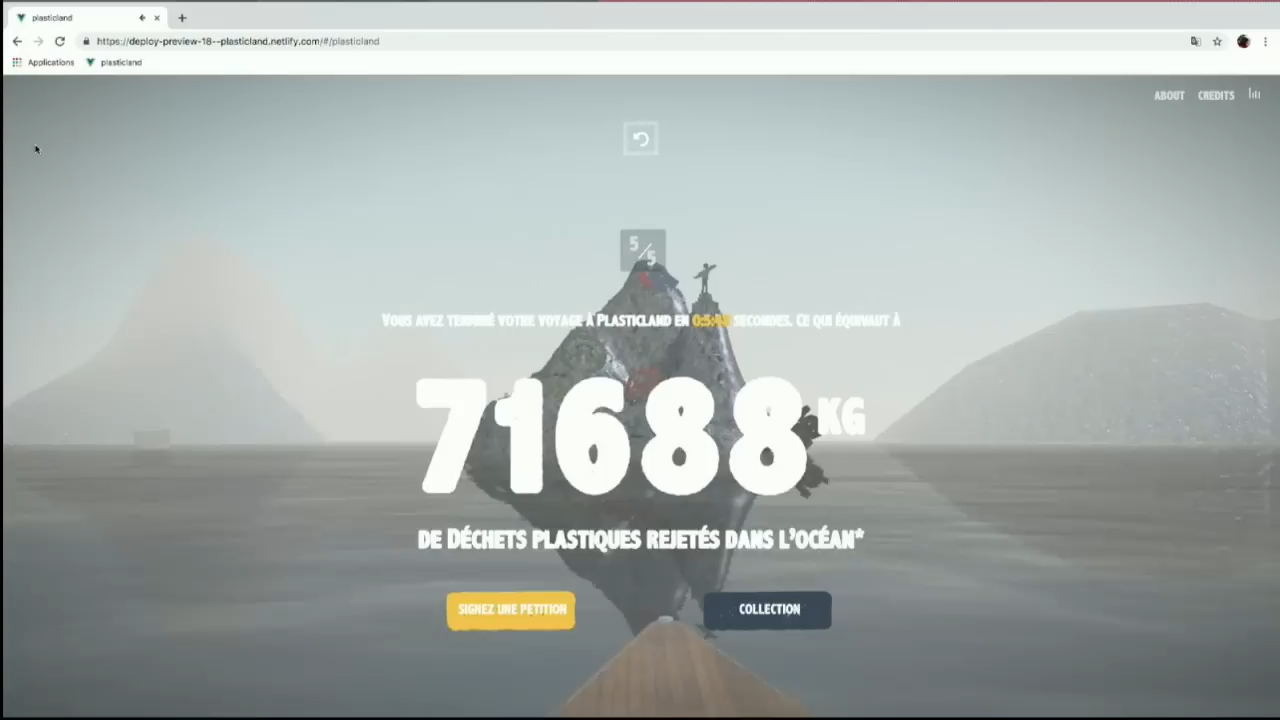 plasticland
https://deploy-preview-18--plasticland.netlify.com/#/plasticland
Applications
plasticland
ABOUT
CREDITS
5/5
Vous avez terminé votre voyage à Plasticland en secondes. Ce qui équivaut à
71688 KG
de Déchets plastiques rejetés dans l'océan*
SIGNEZ UNE PETITION
COLLECTION